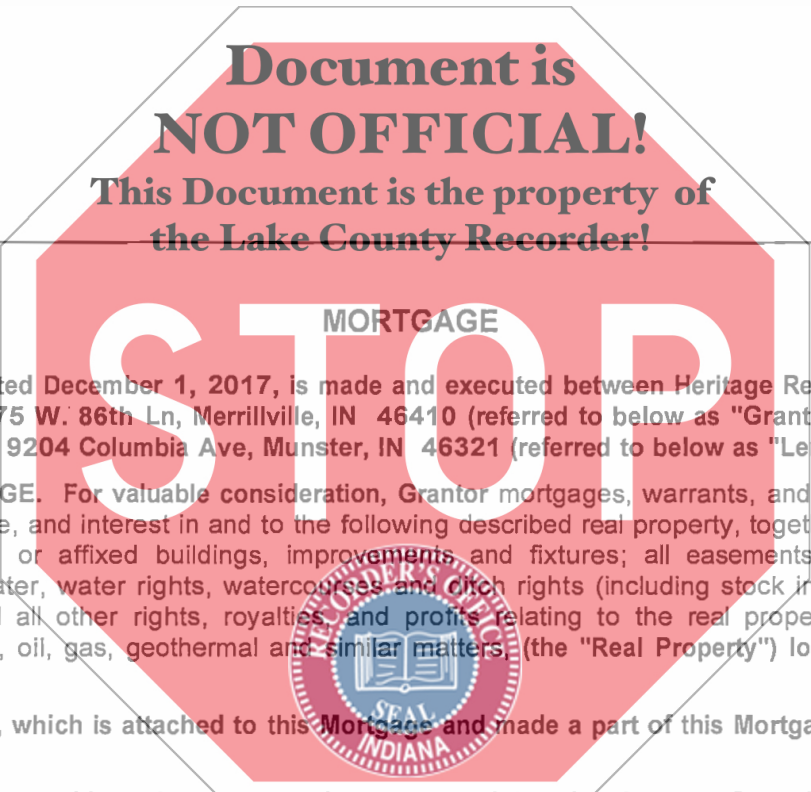 Document is
NOT OFFICIAL!
This Document is the property of
the Lake County Recorder!
STOP
MORTGAGE
ted December 1, 2017, is made and executed between Heritage Re
75 W. 86th Ln, Merrillville, IN 46410 (referred to below as "Grant
9204 Columbia Ave, Munster, IN 46321 (referred to below as "Le
GE. For valuable consideration, Grantor mortgages, warrants, and
e, and interest in and to the following described real property, toget
or affixed buildings, improvements and fixtures; all easements
ter, water rights, watercourses and ditch rights (including stock in
all other rights, royalties, and profits relating to the real prope
, oil, gas, geothermal and similar matters, (the "Real Property") lo
, which is attached to this Mortgage and made a part of this Mortga
RECORDER'S OFFICE
SEAL
INDIANA